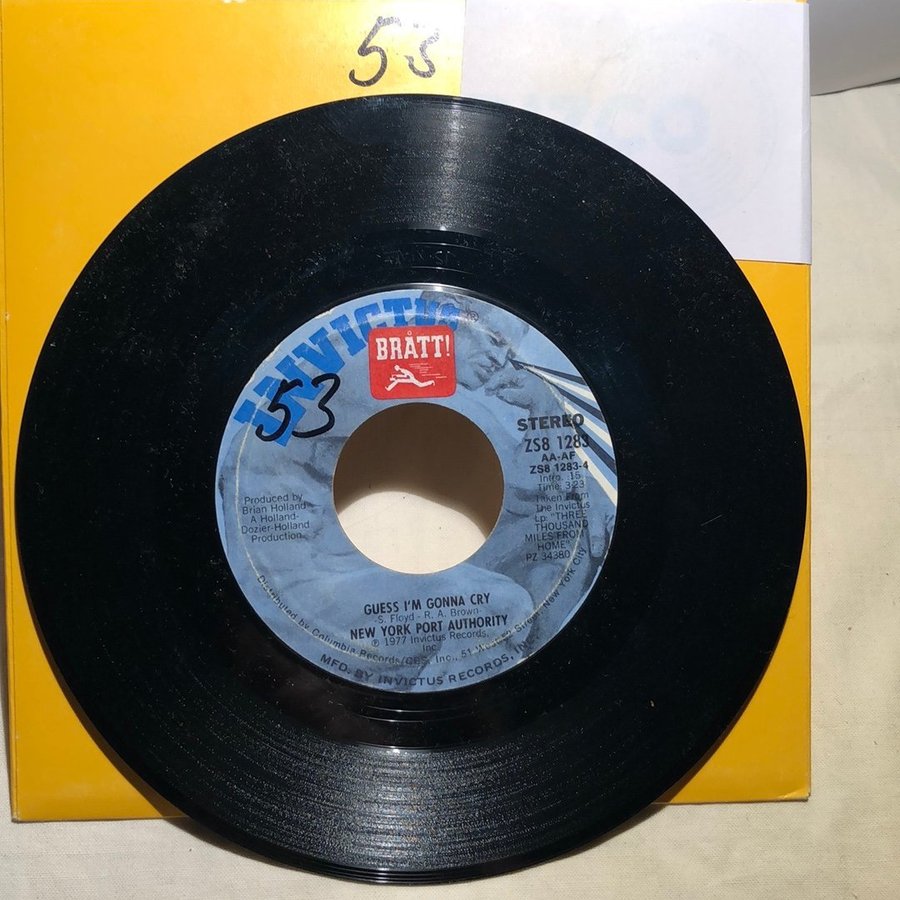 53
INVICTUS®
BRÅTT!
53
STEREO
ZS8 1283
AA-AF
ZS8 1283-4
Intro: 15
Time: 3:23
Taken From
The Invictus
Lp: "THREE
THOUSAND
MILES FROM
HOME"
PZ 34380
Produced by
Brian Holland
A Holland-
Dozier-Holland
Production
GUESS I'M GONNA CRY
-S. Floyd - R. A. Brown-
NEW YORK PORT AUTHORITY
℗ 1977 Invictus Records,
Inc.
Distributed by Columbia Records/CBS, Inc., 51 West 52 Street, New York City
MFD. BY INVICTUS RECORDS, INC.